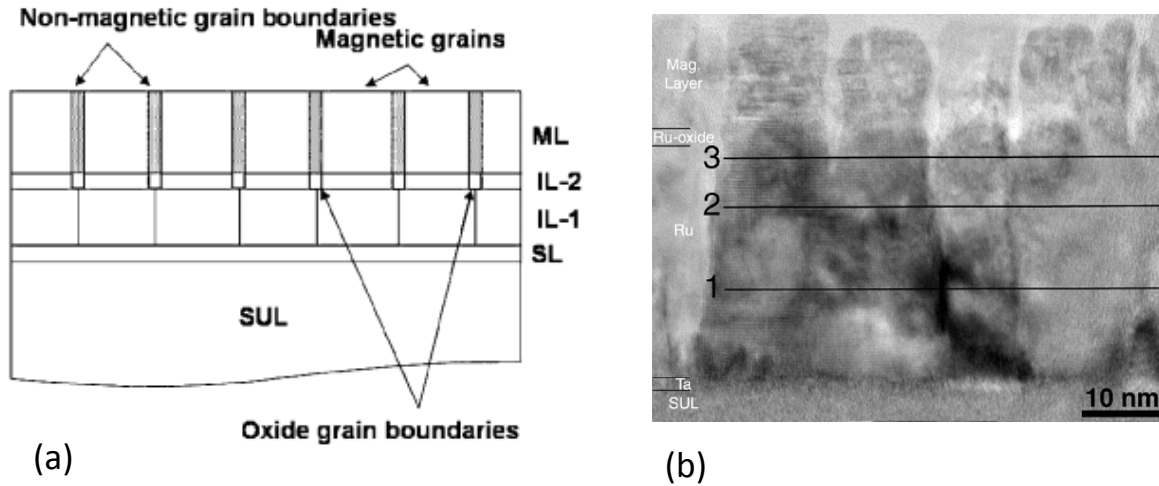 Non-magnetic grain boundaries
Magnetic grains
ML
IL-2
IL-1
SL
SUL
Oxide grain boundaries
(a)
Mag.
Layer
Ru-oxide
3
2
Ru
1
Ta
SUL
10 nm
(b)